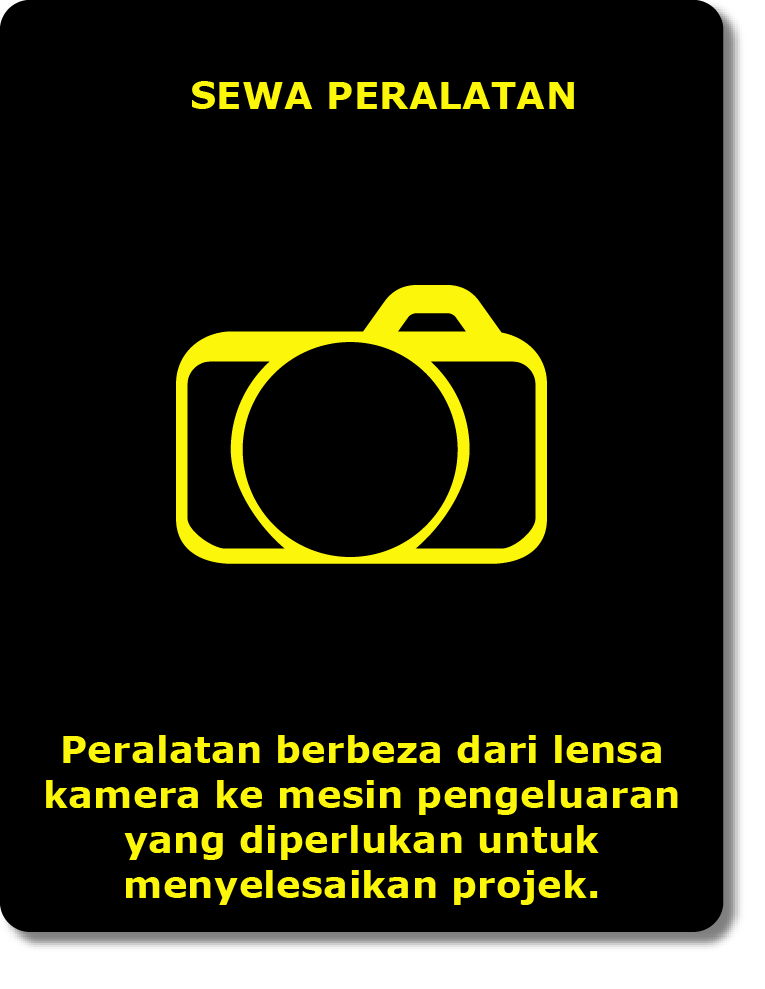 SEWA PERALATAN
Peralatan berbeza dari lensa
kamera ke mesin pengeluaran
yang diperlukan untuk
menyelesaikan projek.